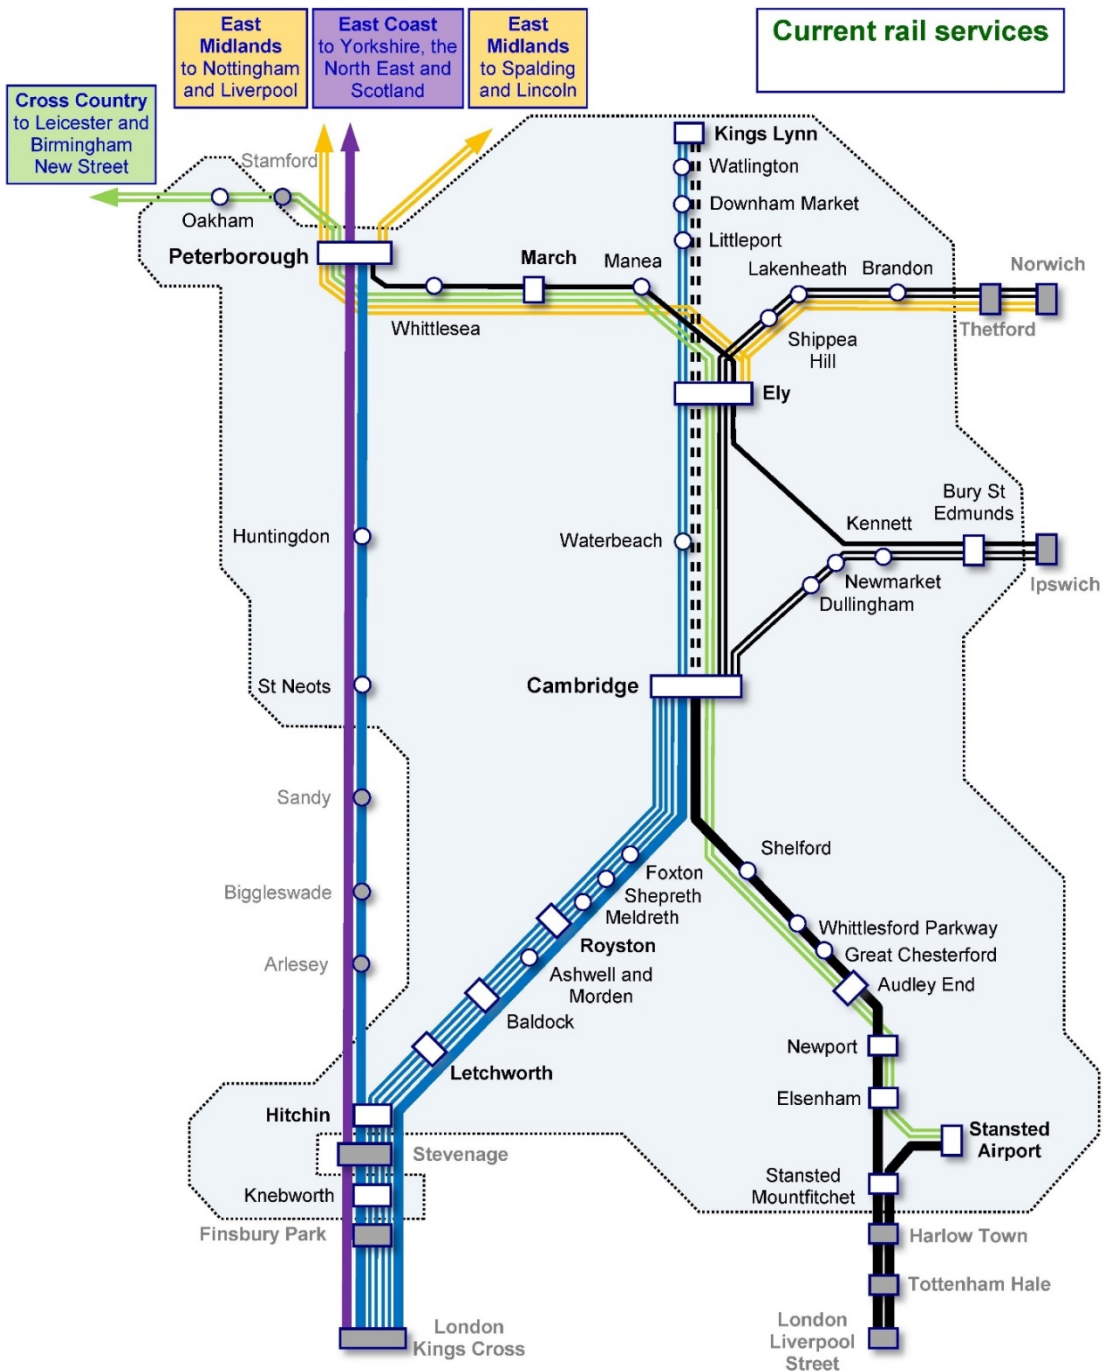 East
Midlands
to Nottingham
and Liverpool
East Coast
to Yorkshire, the
North East and
Scotland
East
Midlands
to Spalding
and Lincoln
Current rail services
Cross Country
to Leicester and
Birmingham
New Street
Stamford
Oakham
Peterborough
Kings Lynn
Watlington
Downham Market
Littleport
March
Manea
Whittlesea
Lakenheath
Brandon
Norwich
Thetford
Shippea
Hill
Ely
Huntingdon
Waterbeach
Kennett
Bury St
Edmunds
Newmarket
Dullingham
Ipswich
St Neots
Cambridge
Sandy
Biggleswade
Arlesey
Foxton
Shepreth
Meldreth
Royston
Ashwell and
Morden
Baldock
Letchworth
Shelford
Whittlesford Parkway
Great Chesterford
Audley End
Newport
Elsenham
Stansted
Airport
Stansted
Mountfitchet
Hitchin
Stevenage
Knebworth
Finsbury Park
Harlow Town
Tottenham Hale
London
Kings Cross
London
Liverpool
Street